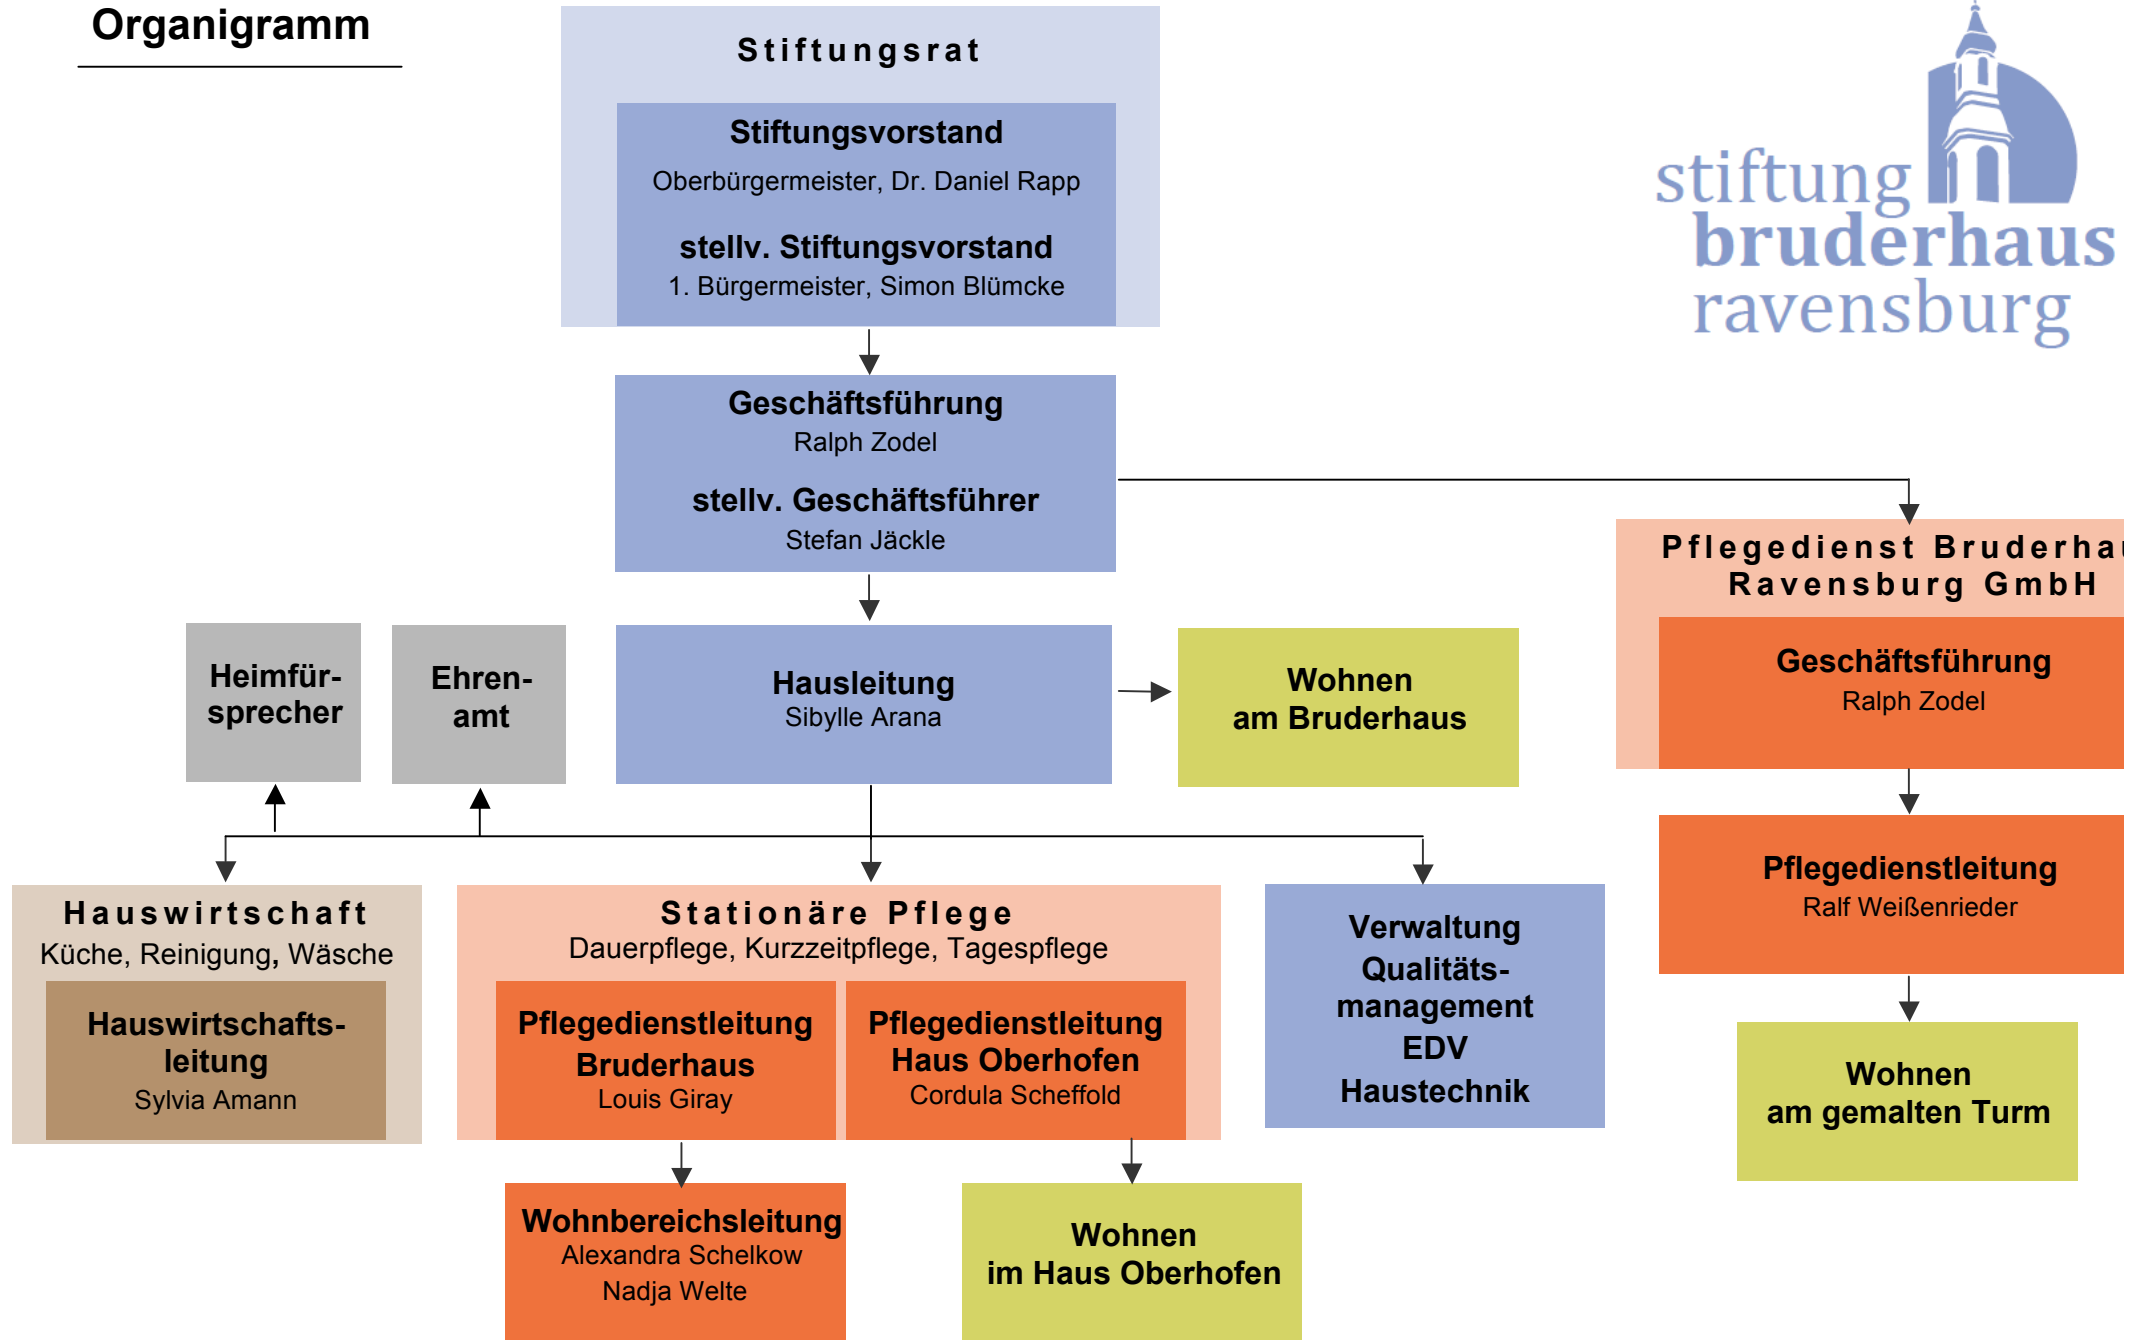 Organigramm
Stiftungsrat
Stiftungsvorstand
Oberbürgermeister, Dr. Daniel Rapp
stellv. Stiftungsvorstand
1. Bürgermeister, Simon Blümcke
stiftung
bruderhaus
ravensburg
Geschäftsführung
Ralph Zodel
stellv. Geschäftsführer
Stefan Jäckle
Pflegedienst Bruderhau
Ravensburg GmbH
Geschäftsführung
Ralph Zodel
Heimfür-
sprecher
Ehren-
amt
Hausleitung
Sibylle Arana
Wohnen
am Bruderhaus
Pflegedienstleitung
Ralf Weißenrieder
Hauswirtschaft
Küche, Reinigung, Wäsche
Hauswirtschafts-
leitung
Sylvia Amann
Stationäre Pflege
Dauerpflege, Kurzzeitpflege, Tagespflege
Pflegedienstleitung
Bruderhaus
Louis Giray
Pflegedienstleitung
Haus Oberhofen
Cordula Scheffold
Verwaltung
Qualitäts-
management
EDV
Haustechnik
Wohnen
am gemalten Turm
Wohnbereichsleitung
Alexandra Schelkow
Nadja Welte
Wohnen
im Haus Oberhofen